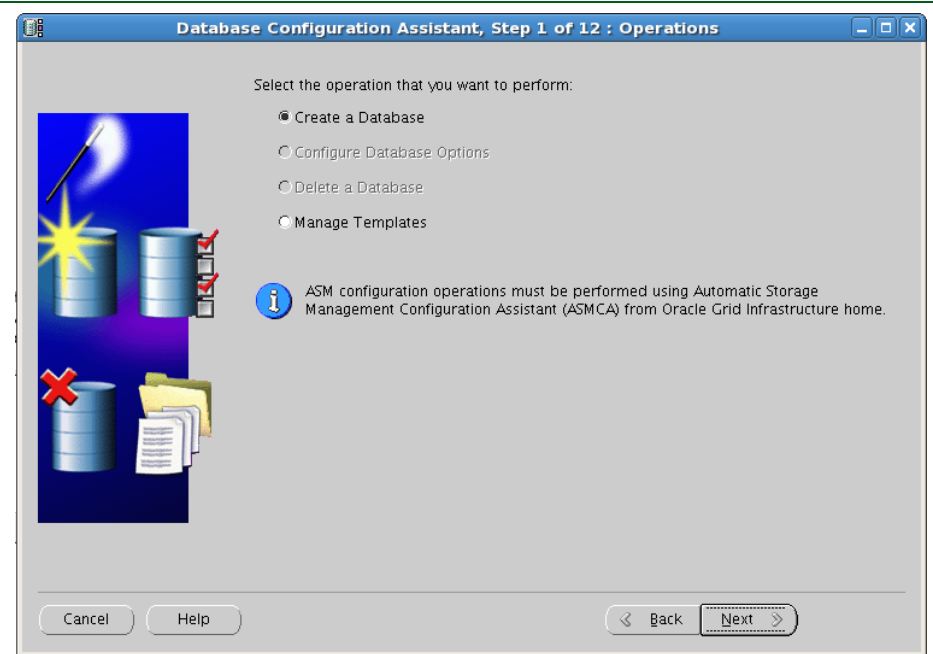 Database Configuration Assistant, Step 1 of 12 : Operations
Select the operation that you want to perform:
Create a Database
Configure Database Options
Delete a Database
Manage Templates
ASM configuration operations must be performed using Automatic Storage
Management Configuration Assistant (ASMCA) from Oracle Grid Infrastructure home.
Cancel Help Back Next